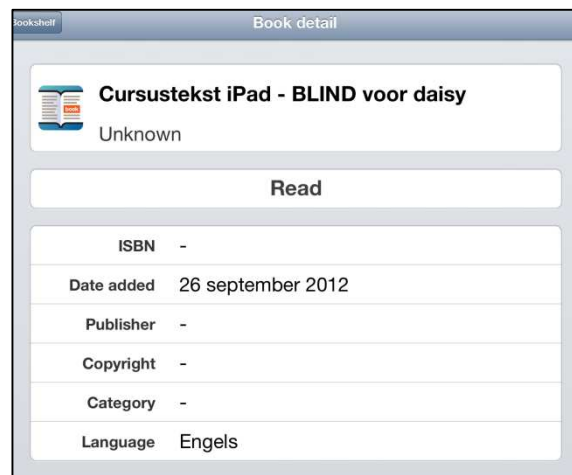 Bookshelf
Book detail
book
Cursustekst iPad - BLIND voor daisy
Unknown
Read
ISBN -
Date added 26 september 2012
Publisher -
Copyright -
Category -
Language Engels